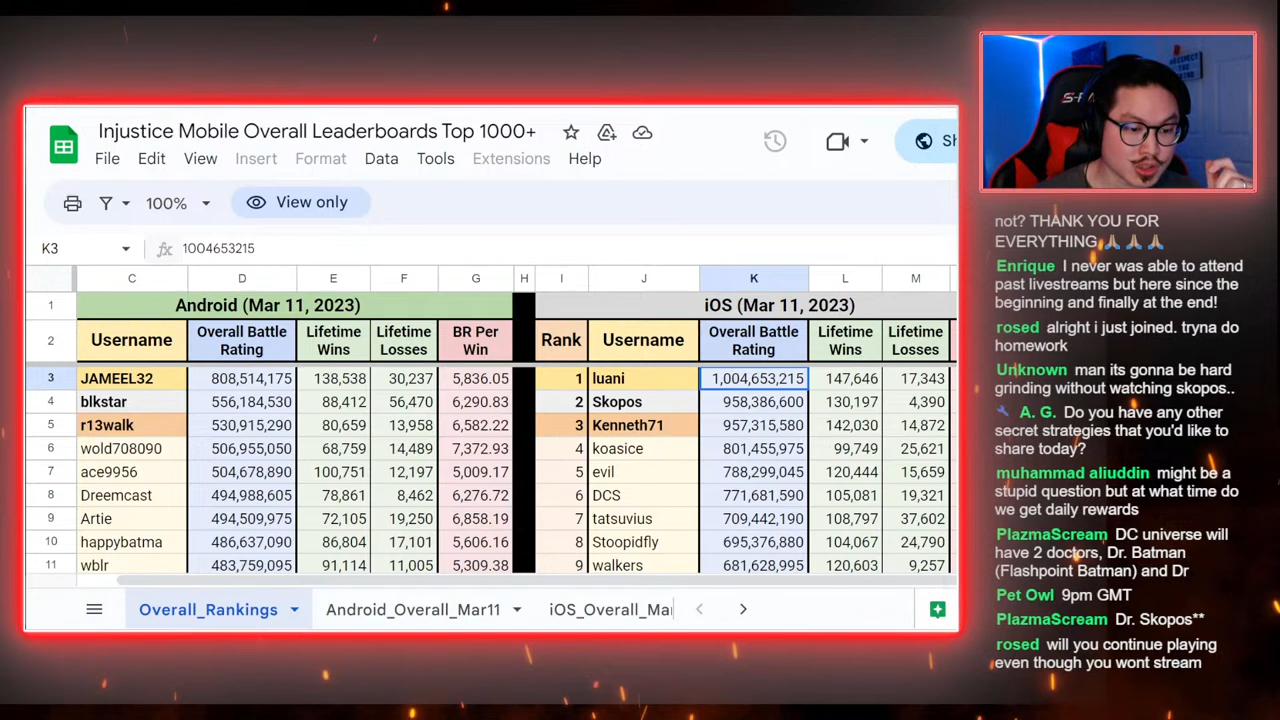 Injustice Mobile Overall Leaderboards Top 1000+
File Edit View Insert Format Data Tools Extensions Help
100% View only
K3 fx 1004653215
C D E F G H I J K L M
1 Android (Mar 11, 2023) iOS (Mar 11, 2023)
2 Username Overall Battle Rating Lifetime Wins Lifetime Losses BR Per Win Rank Username Overall Battle Rating Lifetime Wins Lifetime Losses
3 JAMEEL32 808,514,175 138,538 30,237 5,836.05 1 luani 1,004,653,215 147,646 17,343
4 blkstar 556,184,530 88,412 56,470 6,290.83 2 Skopos 958,386,600 130,197 4,390
5 r13walk 530,915,290 80,659 13,958 6,582.22 3 Kenneth71 957,315,580 142,030 14,872
6 wold708090 506,955,050 68,759 14,489 7,372.93 4 koasice 801,455,975 99,749 25,621
7 ace9956 504,678,890 100,751 12,197 5,009.17 5 evil 788,299,045 120,444 15,659
8 Dreemcast 494,988,605 78,861 8,462 6,276.72 6 DCS 771,681,590 105,081 19,321
9 Artie 494,509,975 72,105 19,250 6,858.19 7 tatsuvius 709,442,190 108,797 37,602
10 happybatma 486,637,090 86,804 17,101 5,606.16 8 Stoopidfly 695,376,880 104,067 24,790
11 wblr 483,759,095 91,114 11,005 5,309.38 9 walkers 681,628,995 120,603 9,257
Overall_Rankings Android_Overall_Mar11 iOS_Overall_Mar
not? THANK YOU FOR
EVERYTHING 🙏🏽 🙏🏽 🙏🏽
Enrique I never was able to attend
past livestreams but here since the
beginning and finally at the end!
rosed alright i just joined. tryna do
homework
Unknown man its gonna be hard
grinding without watching skopos..
A. G. Do you have any other
secret strategies that you'd like to
share today?
muhammad aliuddin might be a
stupid question but at what time do
we get daily rewards
PlazmaScream DC universe will
have 2 doctors, Dr. Batman
(Flashpoint Batman) and Dr
Pet Owl 9pm GMT
PlazmaScream Dr. Skopos**
rosed will you continue playing
even though you wont stream